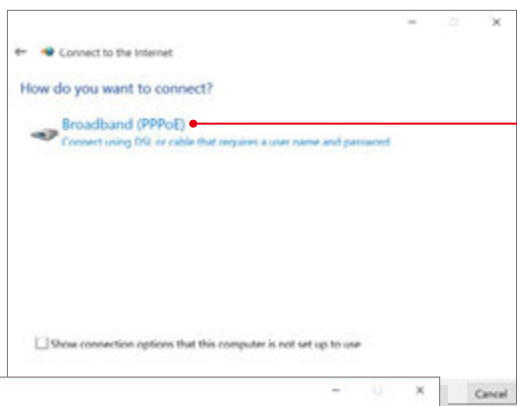 Connect to the Internet
How do you want to connect?
Broadband (PPPoE)
Connect using DSL or cable that requires a user name and password.
Show connection options that this computer is not set up to use
Cancel